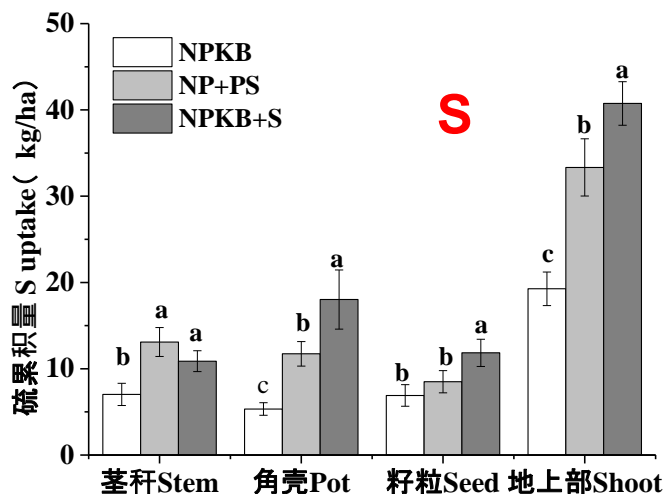 硫累积量 S uptake( kg/ha)
50
40
30
20
10
0
NPKB
NP+PS
NPKB+S
S
b
a
a
c
b
a
b
b
a
c
b
a
茎秆Stem
角壳Pot
籽粒Seed
地上部Shoot